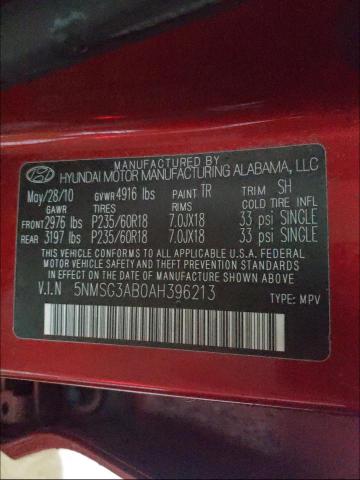 MANUFACTURED BY
HYUNDAI MOTOR MANUFACTURING ALABAMA, LLC
May/28/10 GVWR 4916 lbs PAINT TR TRIM SH
GAWR TIRES RIMS COLD TIRE INFL
FRONT 2976 lbs P235/60R18 7.0JX18 33 psi SINGLE
REAR 3197 lbs P235/60R18 7.0JX18 33 psi SINGLE
THIS VEHICLE CONFORMS TO ALL APPLICABLE U.S.A. FEDERAL
MOTOR VEHICLE SAFETY AND THEFT PREVENTION STANDARDS
IN EFFECT ON THE DATE OF MANUFACTURE SHOWN ABOVE.
V.I.N 5NMSG3AB0AH396213 TYPE: MPV